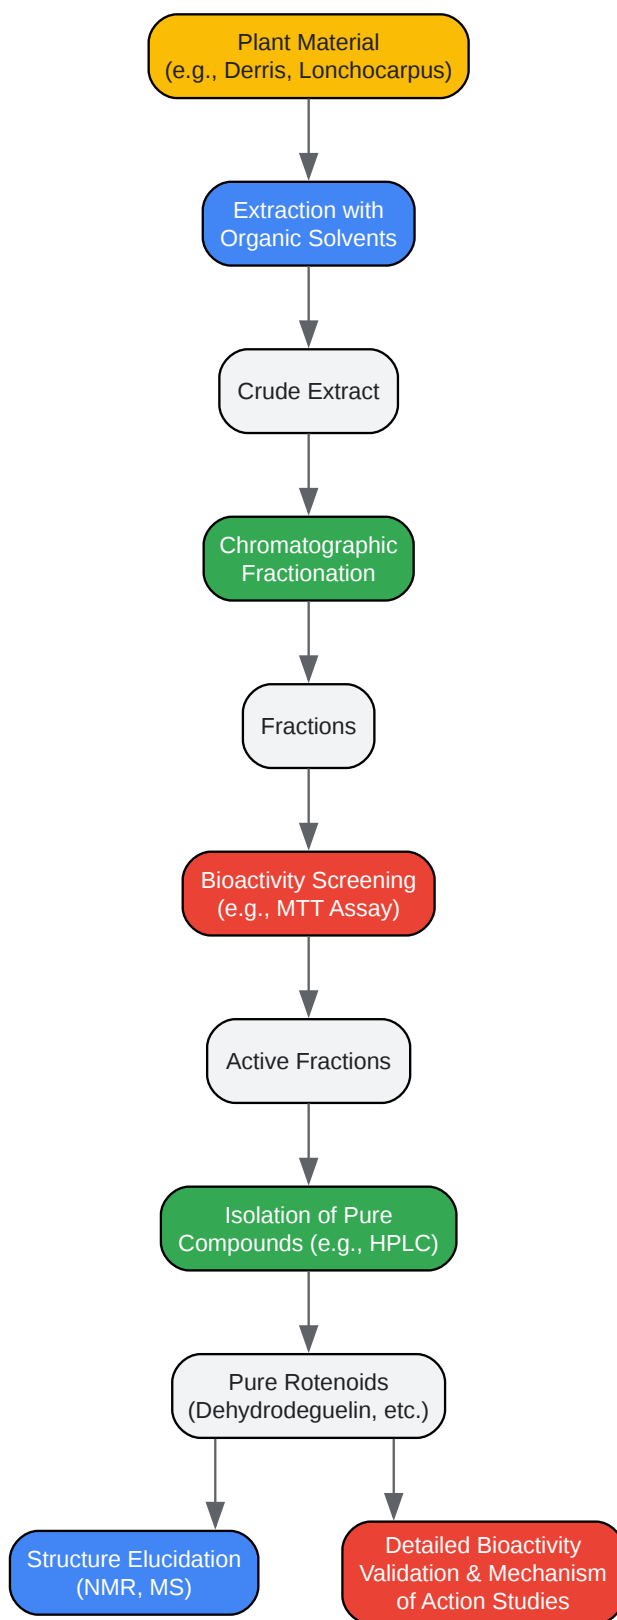 Plant Material
(e.g., Derris, Lonchocarpus)
Extraction with
Organic Solvents
Crude Extract
Chromatographic
Fractionation
Fractions
Bioactivity Screening
(e.g., MTT Assay)
Active Fractions
Isolation of Pure
Compounds (e.g., HPLC)
Pure Rotenoids
(Dehydrodeguelin, etc.)
Structure Elucidation
(NMR, MS)
Detailed Bioactivity
Validation & Mechanism
of Action Studies